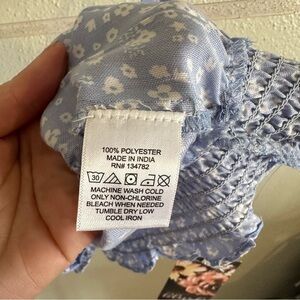 100% POLYESTER
MADE IN INDIA
RN# 134782
30
MACHINE WASH COLD
ONLY NON-CHLORINE
BLEACH WHEN NEEDED
TUMBLE DRY LOW
COOL IRON